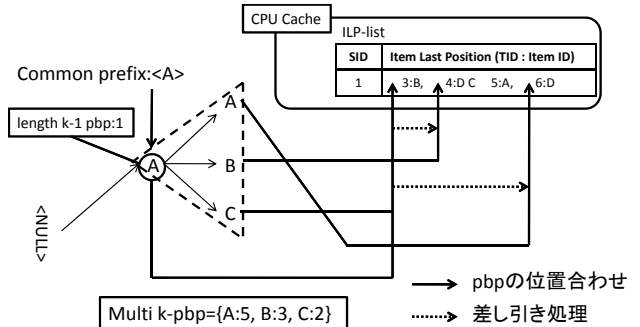 CPU Cache
ILP-list
SID Item Last Position (TID : Item ID)
1 3:B, 4:D C 5:A, 6:D
Common prefix:<A>
length k-1 pbp:1
A
A
B
C
<NULL>
Multi k-pbp={A:5, B:3, C:2}
pbpの位置合わせ
差し引き処理